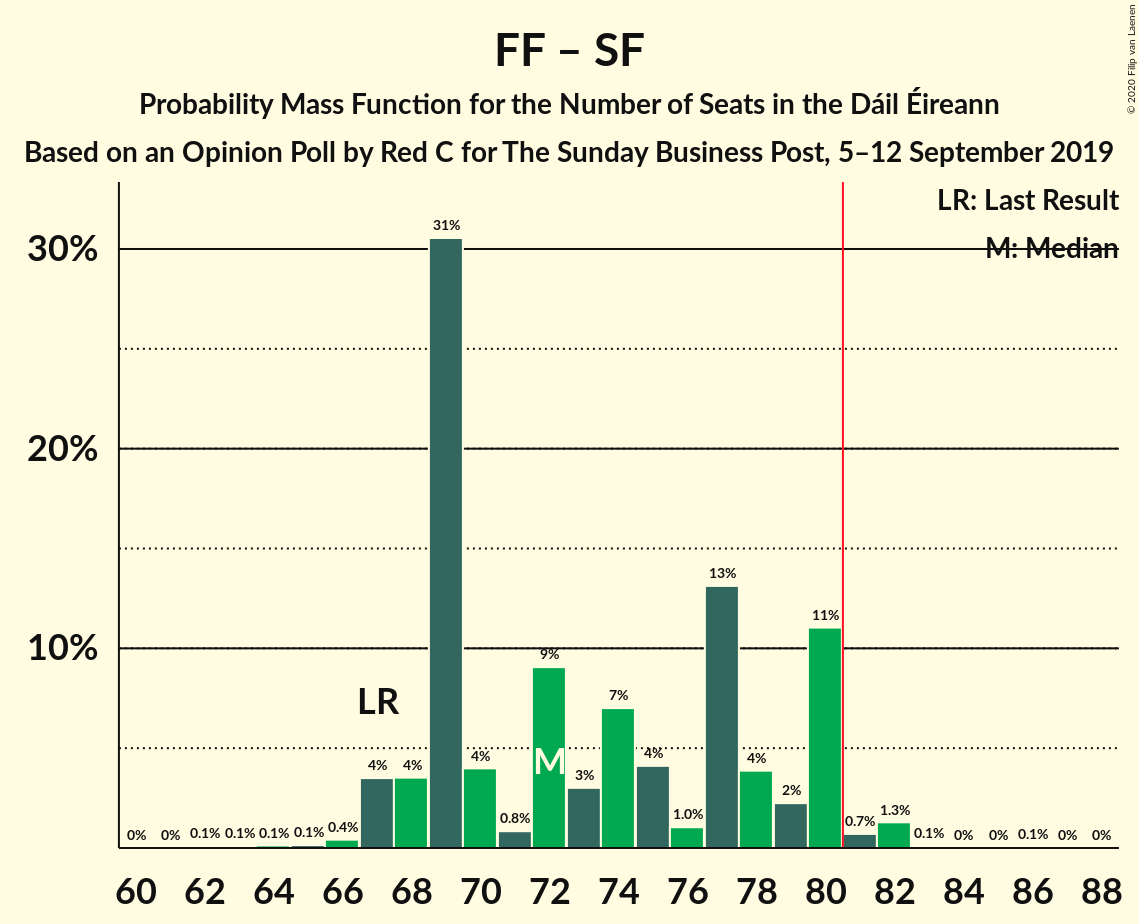 FF – SF
Probability Mass Function for the Number of Seats in the Dáil Éireann
Based on an Opinion Poll by Red C for The Sunday Business Post, 5–12 September 2019
© 2020 Filip van Laenen
LR: Last Result
M: Median
30%
20%
10%
0% 0% 0.1% 0.1% 0.1% 0.1% 0.4% 4% 4% 31% 4% 0.8% 9% 3% 7% 4% 1.0% 13% 4% 2% 11% 0.7% 1.3% 0.1% 0% 0% 0.1% 0% 0%
LR
M
60 62 64 66 68 70 72 74 76 78 80 82 84 86 88